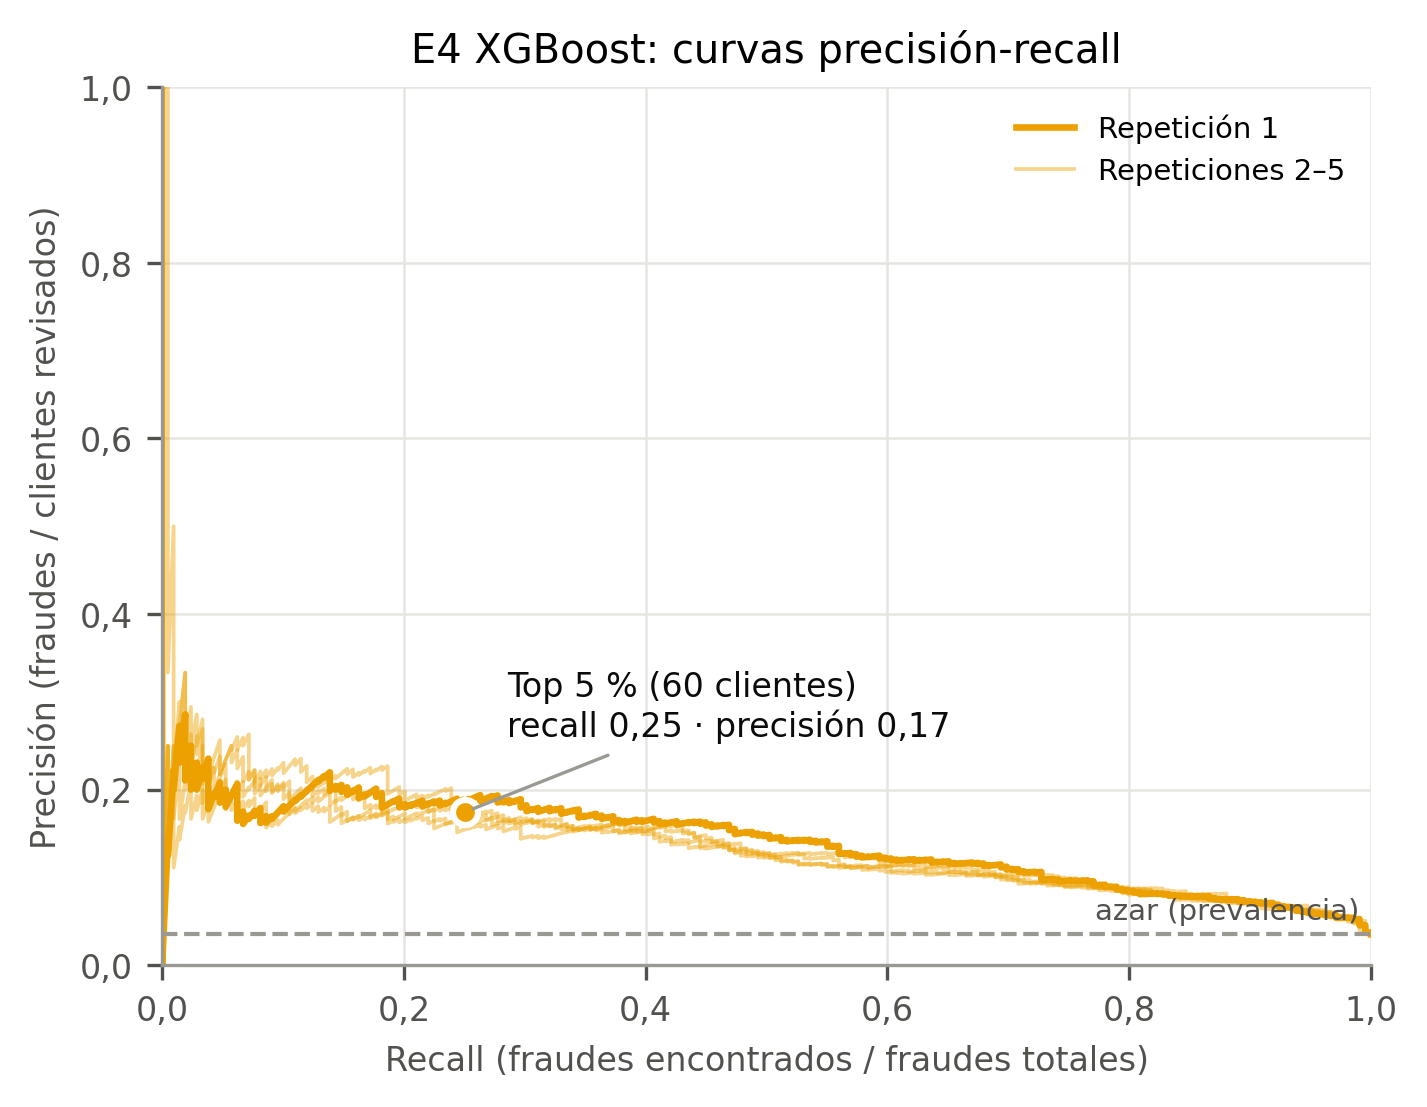 E4 XGBoost: curvas precisión-recall
Precisión (fraudes / clientes revisados)
1,0
0,8
0,6
0,4
0,2
0,0
Repetición 1
Repeticiones 2–5
Top 5 % (60 clientes)
recall 0,25 · precisión 0,17
azar (prevalencia)
0,0
0,2
0,4
0,6
0,8
1,0
Recall (fraudes encontrados / fraudes totales)